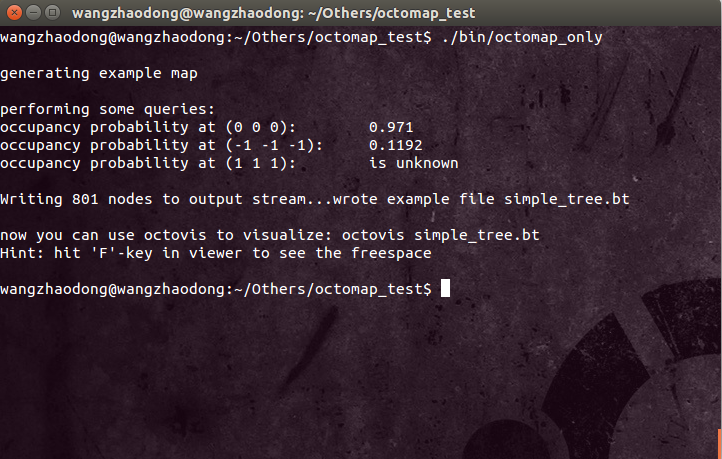 wangzhaodong@wangzhaodong: ~/Others/octomap_test
wangzhaodong@wangzhaodong:~/Others/octomap_test$ ./bin/octomap_only
generating example map
performing some queries:
occupancy probability at (0 0 0):        0.971
occupancy probability at (-1 -1 -1):     0.1192
occupancy probability at (1 1 1):        is unknown
Writing 801 nodes to output stream...wrote example file simple_tree.bt
now you can use octovis to visualize: octovis simple_tree.bt
Hint: hit 'F'-key in viewer to see the freespace
wangzhaodong@wangzhaodong:~/Others/octomap_test$